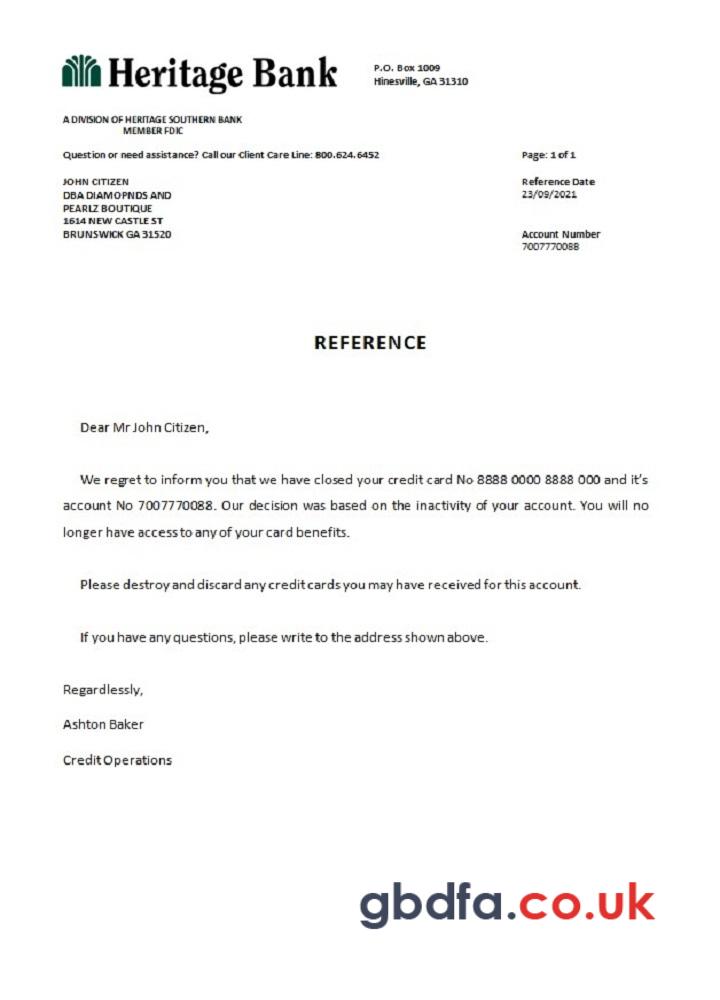 Heritage Bank
P.O. Box 1009
Hinesville, GA 31310
A DIVISION OF HERITAGE SOUTHERN BANK
MEMBER FDIC
Question or need assistance? Call our Client Care Line: 800.624.6452
Page: 1 of 1
JOHN CITIZEN
DBA DIAMOPNDS AND
PEARLZ BOUTIQUE
1614 NEW CASTLE ST
BRUNSWICK GA 31520
Reference Date
23/09/2021
Account Number
7007770088
REFERENCE
Dear Mr John Citizen,
We regret to inform you that we have closed your credit card No 8888 0000 8888 000 and it's
account No 7007770088. Our decision was based on the inactivity of your account. You will no
longer have access to any of your card benefits.
Please destroy and discard any credit cards you may have received for this account.
If you have any questions, please write to the address shown above.
Regardlessly,
Ashton Baker
Credit Operations
gbdfa.co.uk